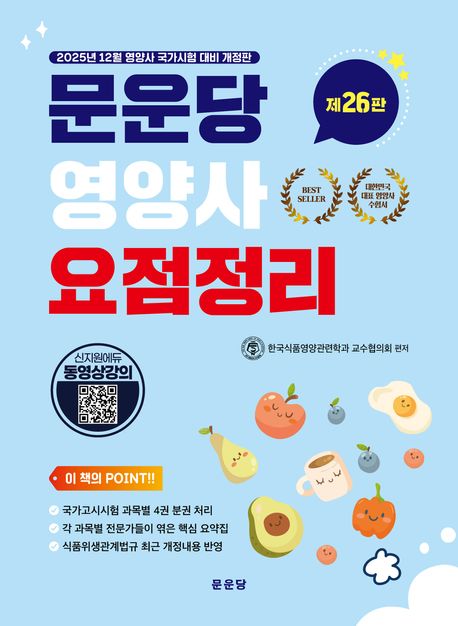 2025년 12월 영양사 국가시험 대비 개정판
문운당
제26판
영양사
BEST
SELLER
대한민국
대표 영양사
수험서
요점정리
한국식품영양관련학과 교수협의회 편저
신지원에듀
동영상강의
이 책의 POINT!!
국가고시시험 과목별 4권 분권 처리
각 과목별 전문가들이 엮은 핵심 요약집
식품위생관계법규 최근 개정내용 반영
문운당